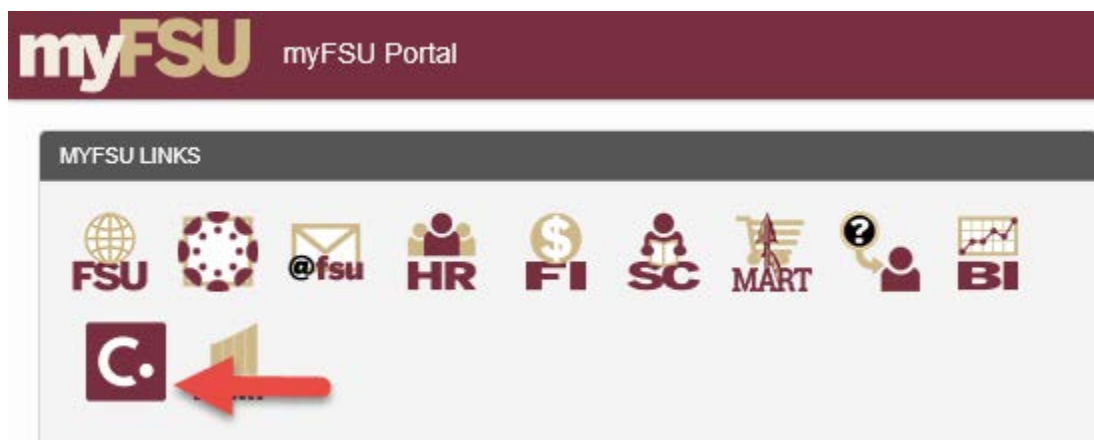 myFSU myFSU Portal
MYFSU LINKS
FSU @fsu HR FI SC MART ? BI
C.